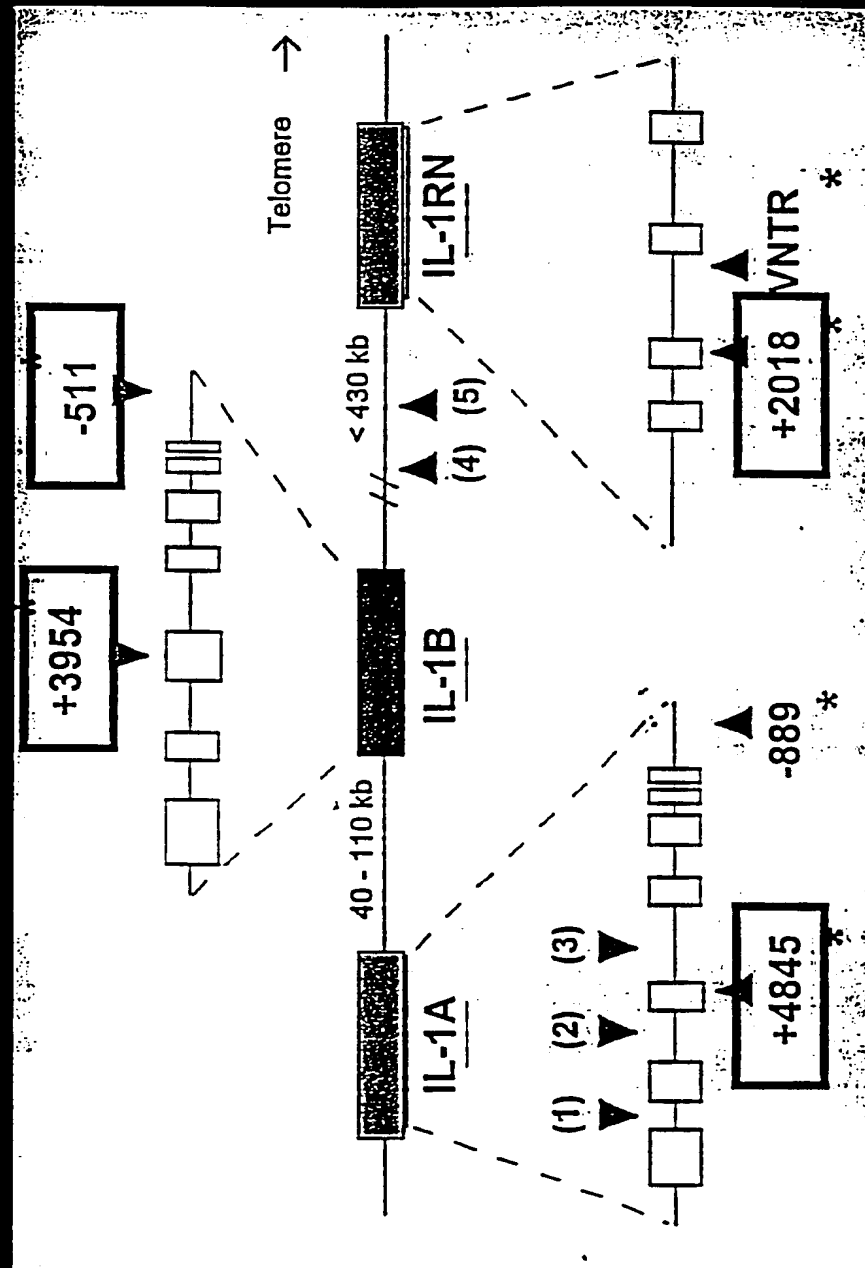 +3954
-511
Telomere →
40 - 110 kb
< 430 kb
IL-1A
IL-1B
(4)
(5)
IL-1RN
(1)
(2)
(3)
+4845
*
-889
*
+2018
*
VNTR
*